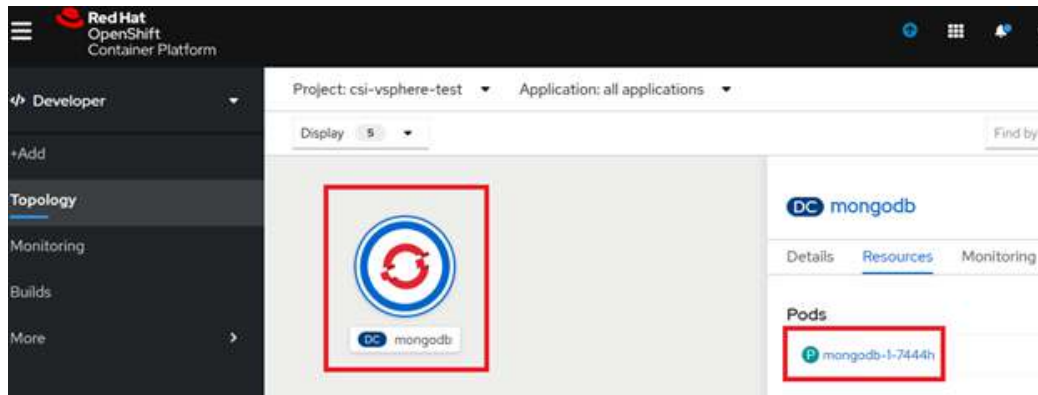 Red Hat
OpenShift
Container Platform
</> Developer
Project: csi-vsphere-test
Application: all applications
Display 5
Find by
+Add
Topology
Monitoring
Builds
More
DC mongodb
DC mongodb
Details Resources Monitoring
Pods
P mongodb-1-7444h